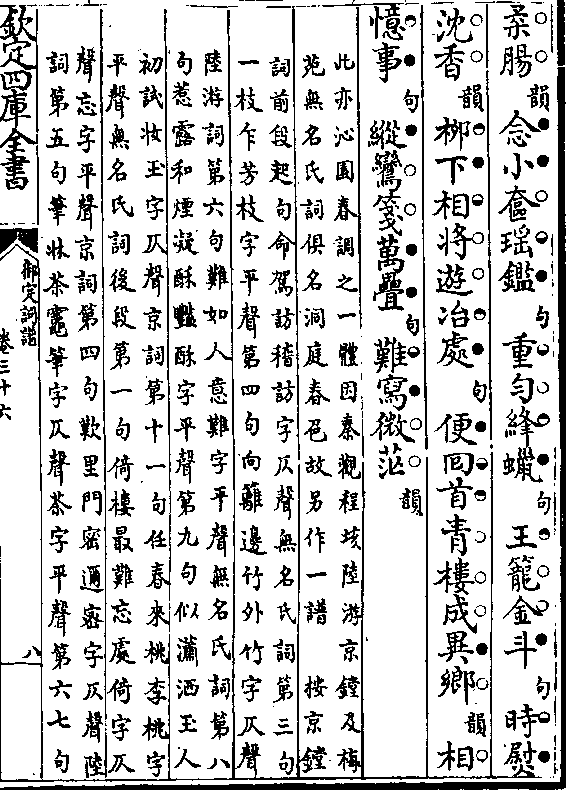 柔腸韻念小奩瑶鑑句重匀絳蠟句玉籠金斗句時熨
沈香韻柳下相將遊冶處句便囘首青樓成異鄉韻相
憶事句縱鸞箋萬疊句難寫微茫韻
此亦沁園春調之一體因秦觀程垓陸游京鏜及梅
苑無名氏詞俱名洞庭春色故另作一譜　按京鏜
詞前段起句命駕訪稽訪字仄聲無名氏詞第三句
一枝乍芳枝字平聲第四句向籬邊竹外竹字仄聲
陸游詞第六句難如人意難字平聲無名氏詞第八
句惹露和煙凝酥豔酥字平聲第九句似瀟洒玉人
初試妝玉字仄聲京詞第十一句任春來桃李桃字
平聲無名氏詞後段第一句倚樓最難忘處倚字仄
聲忘字平聲京詞第四句歎里門密邇密字仄聲陸
詞第五句筆牀茶竈筆字仄聲茶字平聲第六七句
欽定四庫全書
御定詞譜
卷三十六
八